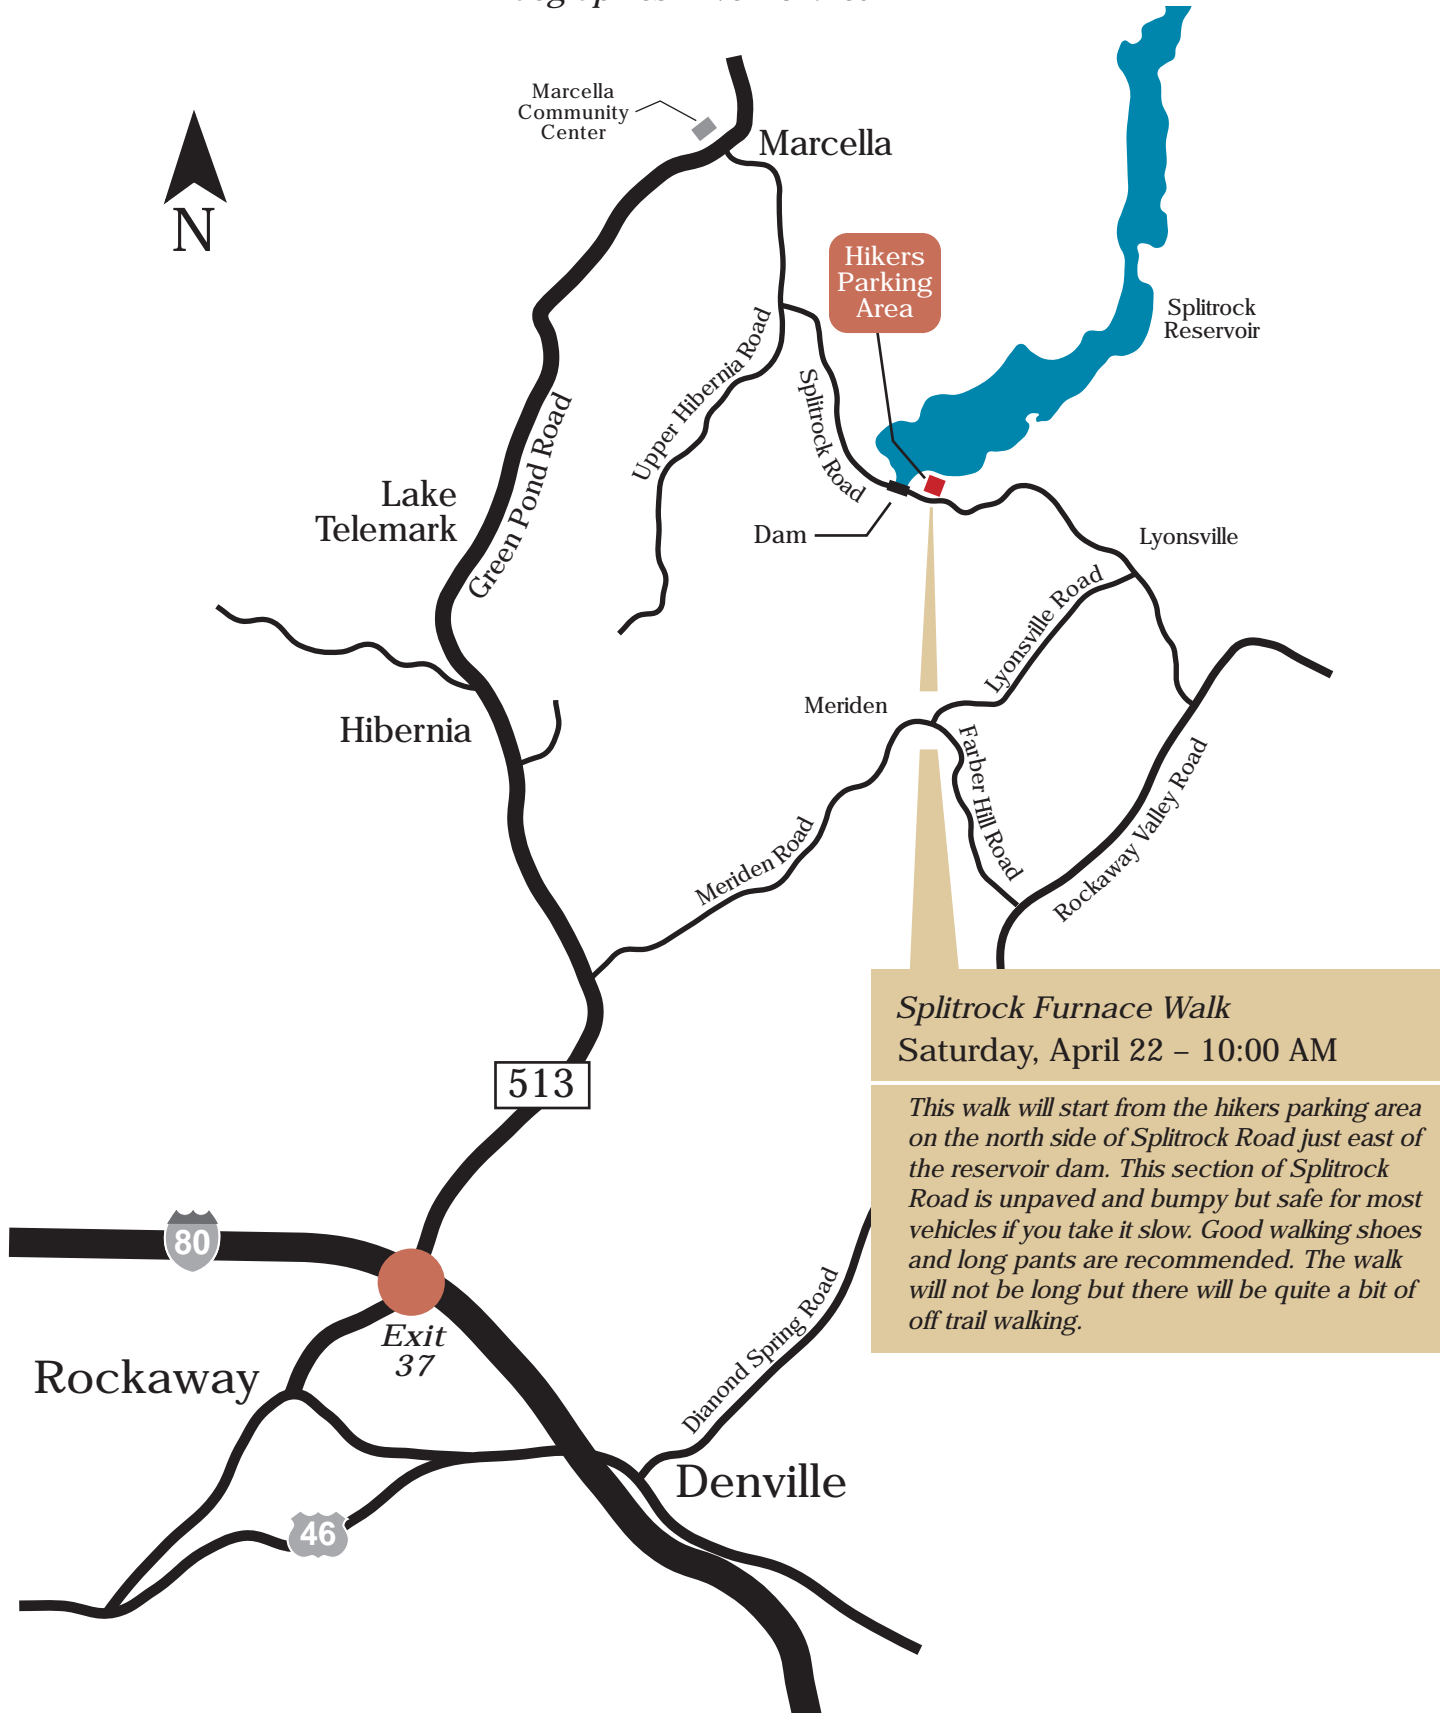 Marcella
Community
Center
Marcella
N
Hikers
Parking
Area
Splitrock
Reservoir
Upper Hibernia Road
Splitrock Road
Green Pond Road
Lake
Telemark
Dam
Lyonsville
Lyonsville Road
Meriden
Hibernia
Farber Hill Road
Rockaway Valley Road
Meriden Road
Splitrock Furnace Walk
Saturday, April 22 – 10:00 AM
513
This walk will start from the hikers parking area
on the north side of Splitrock Road just east of
the reservoir dam. This section of Splitrock
Road is unpaved and bumpy but safe for most
vehicles if you take it slow. Good walking shoes
and long pants are recommended. The walk
will not be long but there will be quite a bit of
off trail walking.
80
Exit
37
Dianond Spring Road
Rockaway
Denville
46